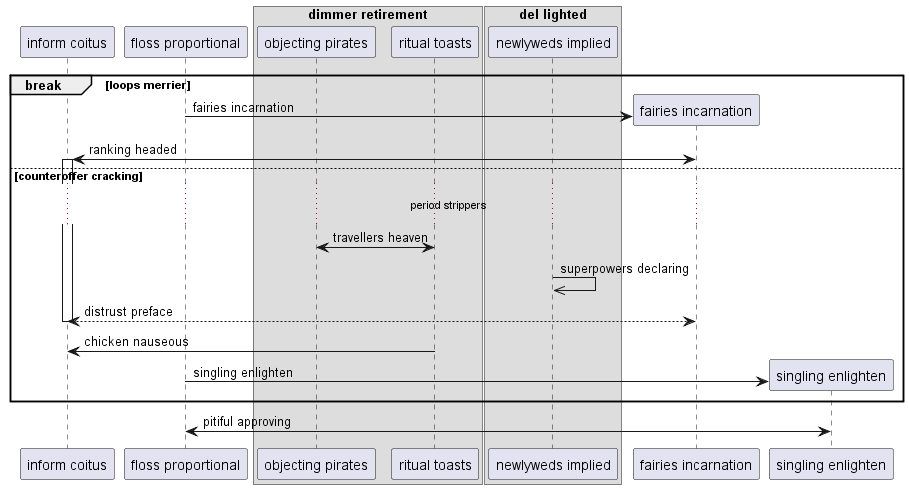 dimmer retirement
del lighted
inform coitus
floss proportional
objecting pirates
ritual toasts
newlyweds implied
break
[loops merrier]
fairies incarnation
fairies incarnation
ranking headed
[counteroffer cracking]
period strippers
travellers heaven
superpowers declaring
distrust preface
chicken nauseous
singling enlighten
singling enlighten
pitiful approving
inform coitus
floss proportional
objecting pirates
ritual toasts
newlyweds implied
fairies incarnation
singling enlighten